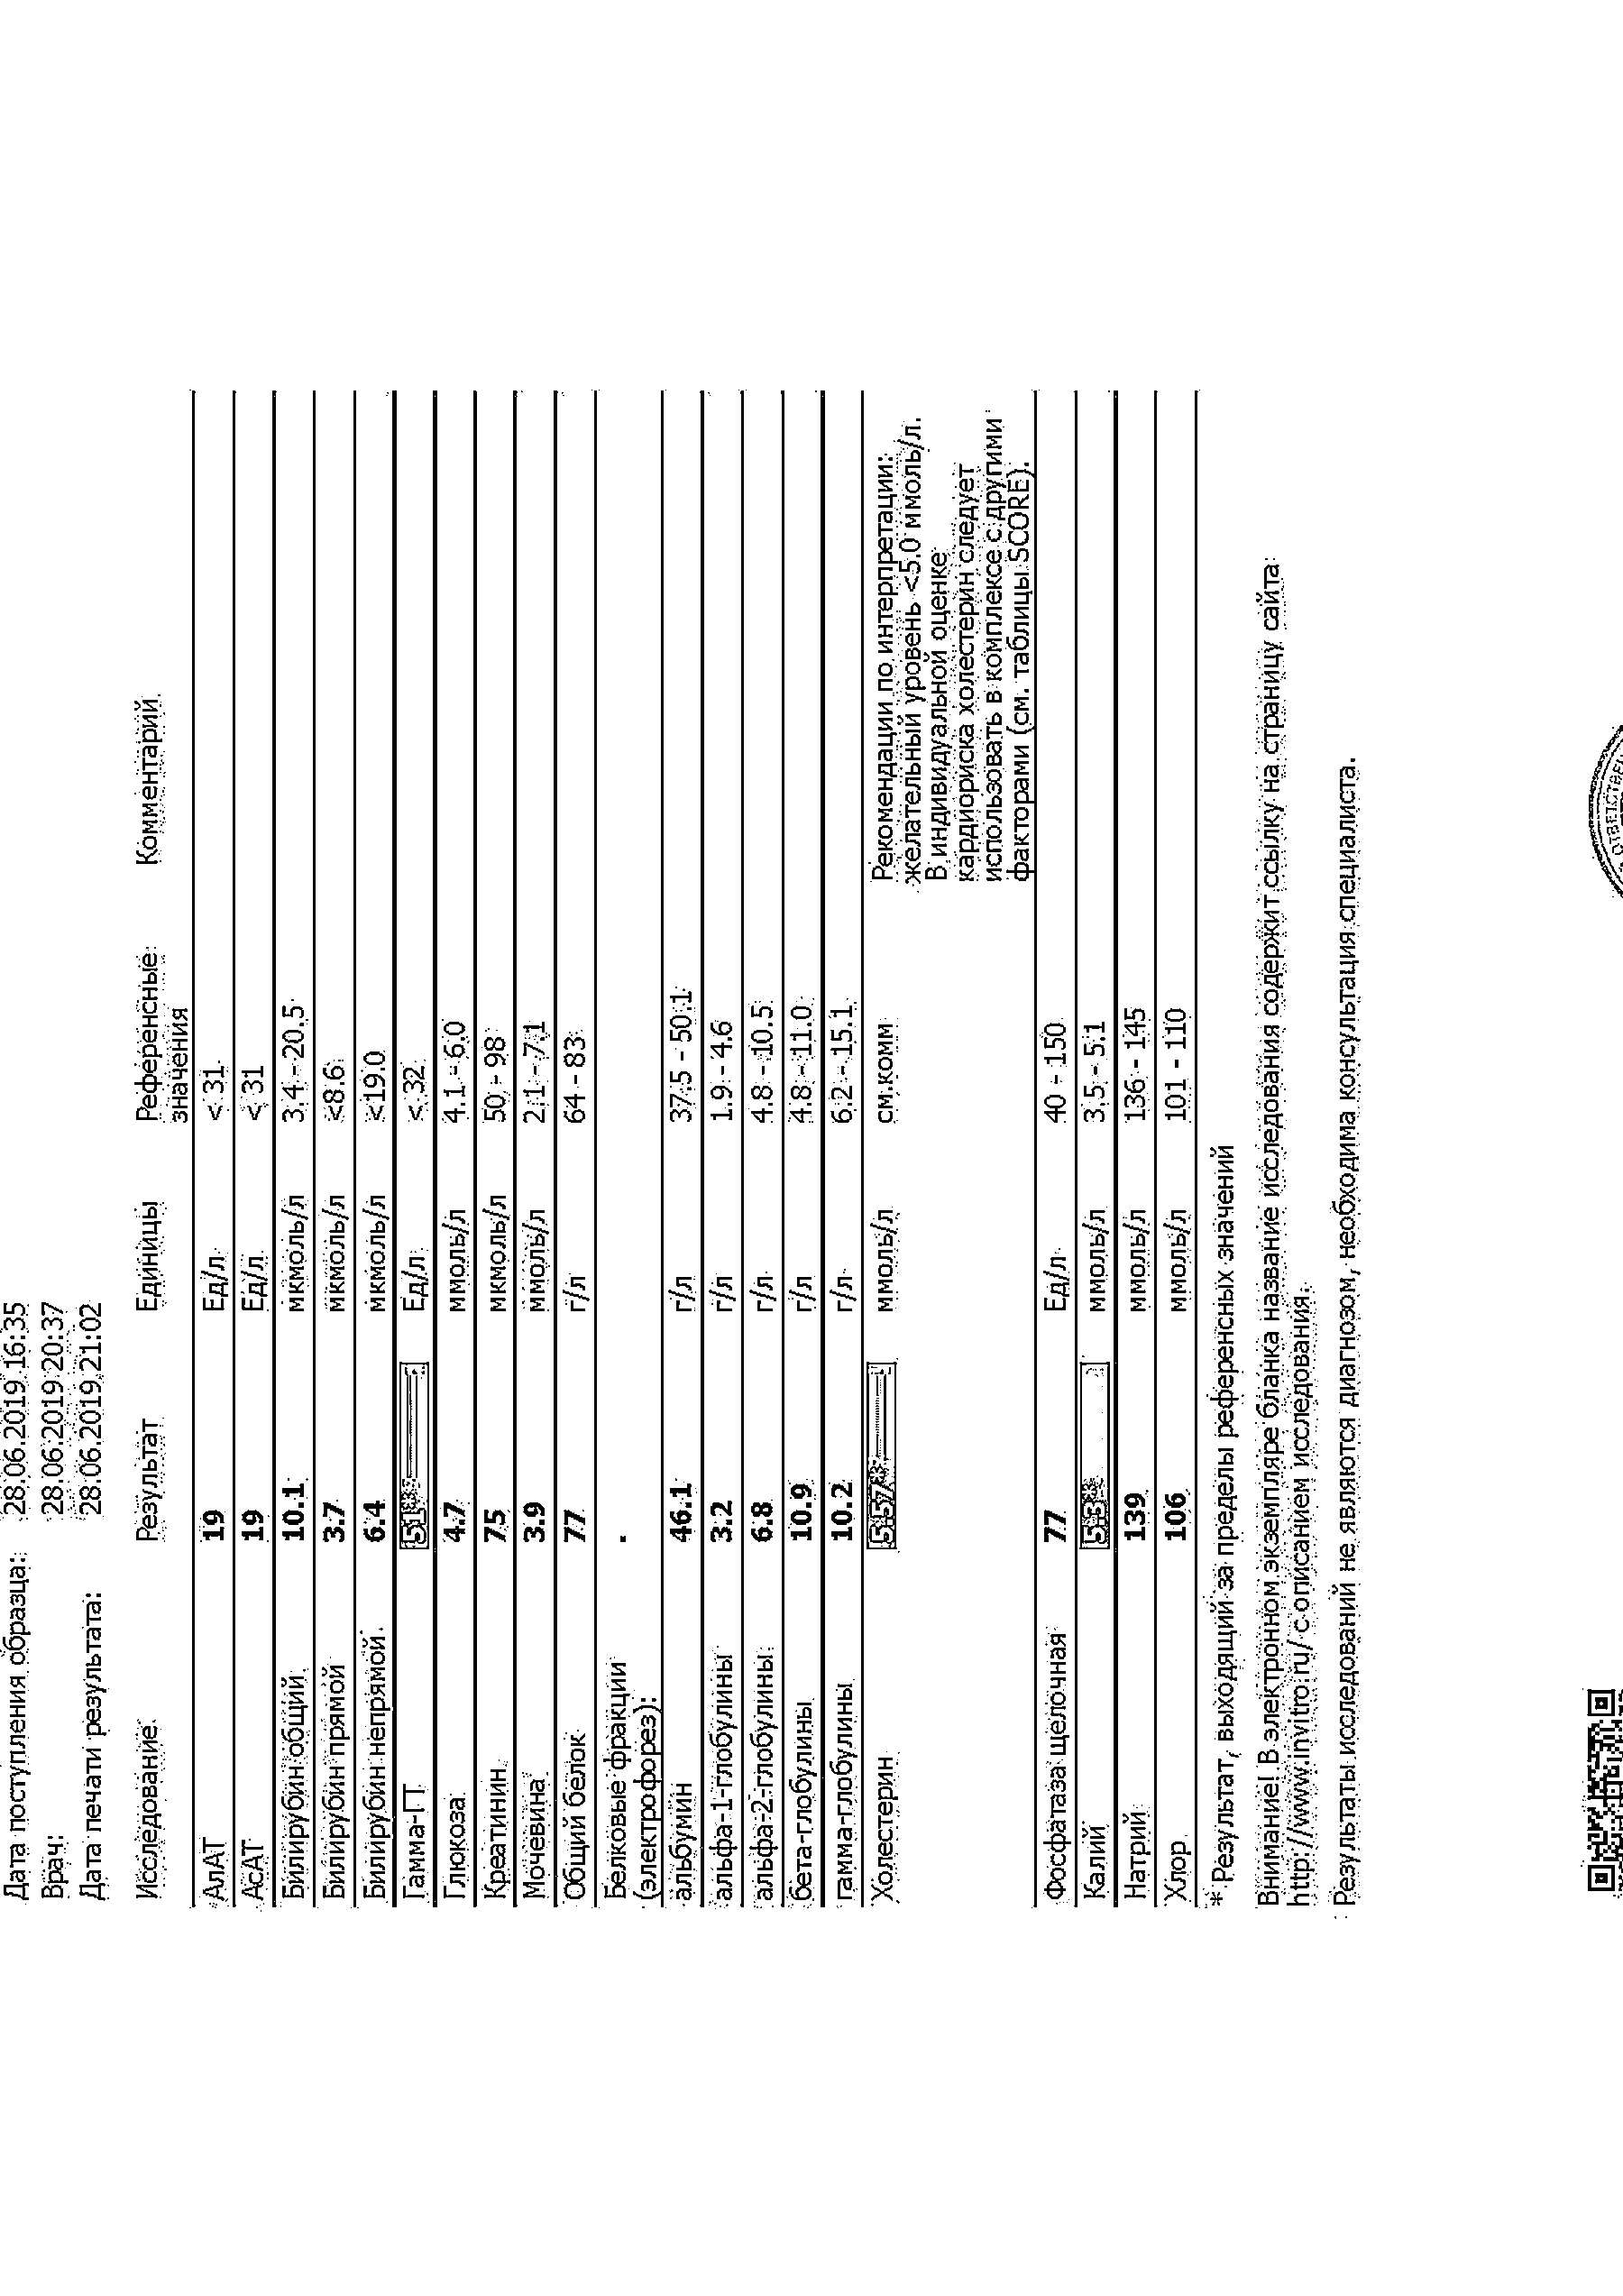 Дата поступления образца: 28.06.2019 16:35
Врач: 28.06.2019 20:37
Дата печати результата: 28.06.2019 21:02
Исследование Результат Единицы Референсные значения Комментарий
АлАТ 19 Ед/л < 31
АсАТ 19 Ед/л < 31
Билирубин общий 10.1 мкмоль/л 3.4 - 20.5
Билирубин прямой 3.7 мкмоль/л <8.6
Билирубин непрямой 6.4 мкмоль/л <19.0
Гамма-ГТ 51* Ед/л < 32
Глюкоза 4.7 ммоль/л 4.1 - 6.0
Креатинин 75 мкмоль/л 50 - 98
Мочевина 3.9 ммоль/л 2.1 - 7.1
Общий белок 77 г/л 64 - 83
Белковые фракции .
(электрофорез):
альбумин 46.1 г/л 37.5 - 50.1
альфа-1-глобулины 3.2 г/л 1.9 - 4.6
альфа-2-глобулины 6.8 г/л 4.8 - 10.5
бета-глобулины 10.9 г/л 4.8 - 11.0
гамма-глобулины 10.2 г/л 6.2 - 15.1
Холестерин 5.57* ммоль/л см.комм Рекомендации по интерпретации:
желательный уровень <5.0 ммоль/л.
В индивидуальной оценке
кардиориска холестерин следует
использовать в комплексе с другими
факторами (см. таблицы SCORE).
Фосфатаза щелочная 77 Ед/л 40 - 150
Калий 5.3* ммоль/л 3.5 - 5.1
Натрий 139 ммоль/л 136 - 145
Хлор 106 ммоль/л 101 - 110
* Результат, выходящий за пределы референсных значений
Внимание! В электронном экземпляре бланка название исследования содержит ссылку на страницу сайта
http://www.invitro.ru/ с описанием исследования.
Результаты исследований не являются диагнозом, необходима консультация специалиста.